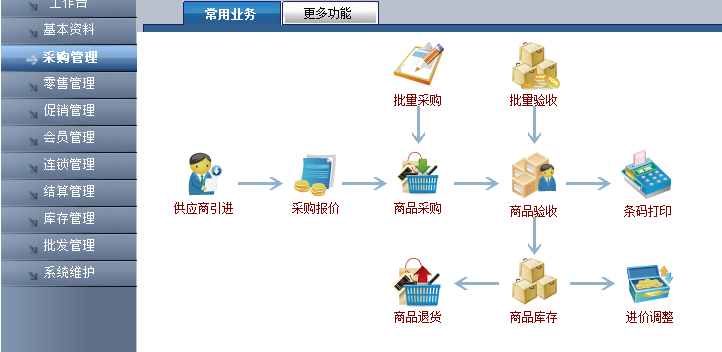 工作台
基本资料
采购管理
零售管理
促销管理
会员管理
连锁管理
结算管理
库存管理
批发管理
系统维护
常用业务 更多功能
批量采购 批量验收
供应商引进 采购报价 商品采购 商品验收 条码打印
商品退货 商品库存 进价调整